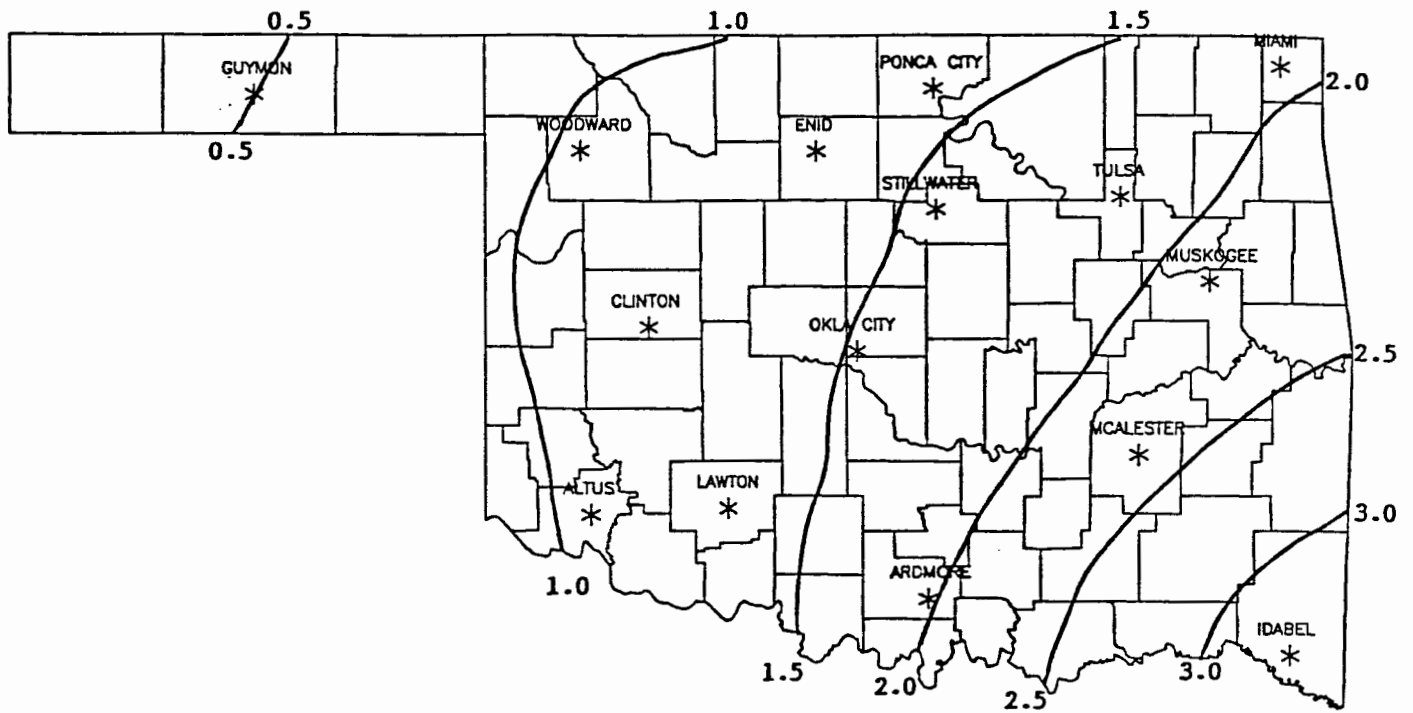 0.5
1.0
1.5
MIAMI
GUYMON
PONCA CITY
2.0
0.5
WOODWARD
ENID
TULSA
STILLWATER
MUSKOGEE
CLINTON
OKLA CITY
2.5
MCALESTER
ALTUS
LAWTON
3.0
ARDMORE
1.0
IDABEL
1.5
2.0
2.5
3.0